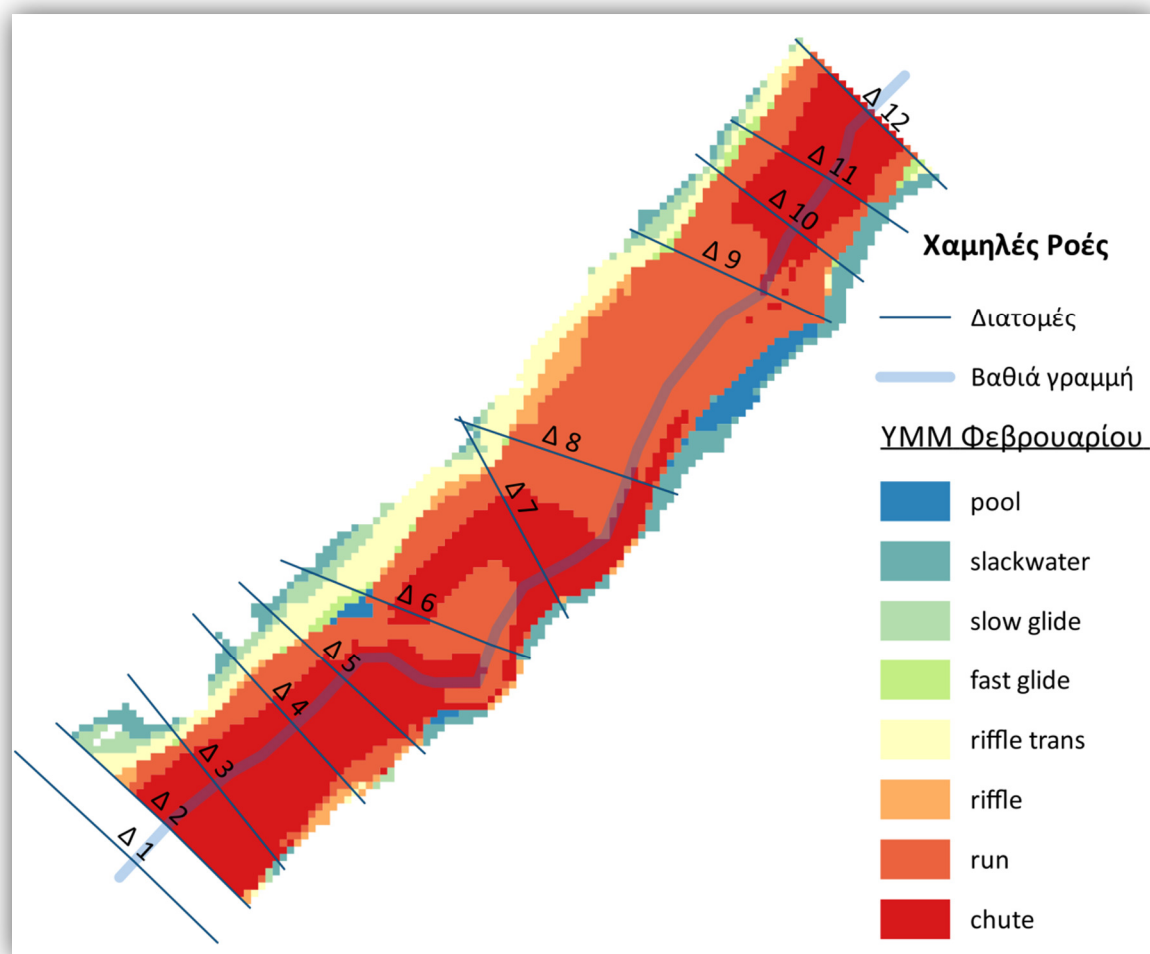 Δ 12
Δ 11
Δ 10
Δ 9
Δ 8
Δ 7
Δ 6
Δ 5
Δ 4
Δ 3
Δ 2
Δ 1
Χαμηλές Ροές
Διατομές
Βαθιά γραμμή
ΥΜΜ Φεβρουαρίου
pool
slackwater
slow glide
fast glide
riffle trans
riffle
run
chute